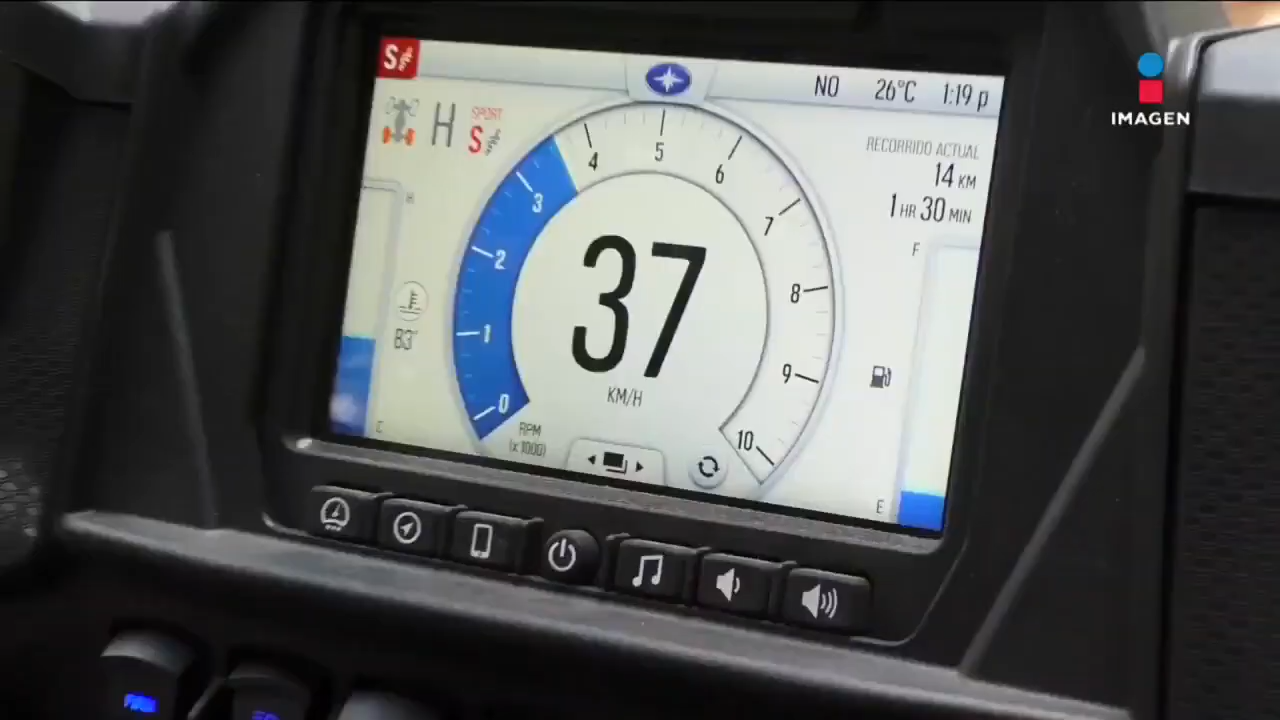 S
NO 26°C 1:19 p
IMAGEN
H SPORT
S
RECORRIDO ACTUAL
14 KM
1 HR 30 MIN
H
F
0
1
2
3
4
5
6
7
8
9
10
37
KM/H
83°
RPM
(x 1000)
C
E